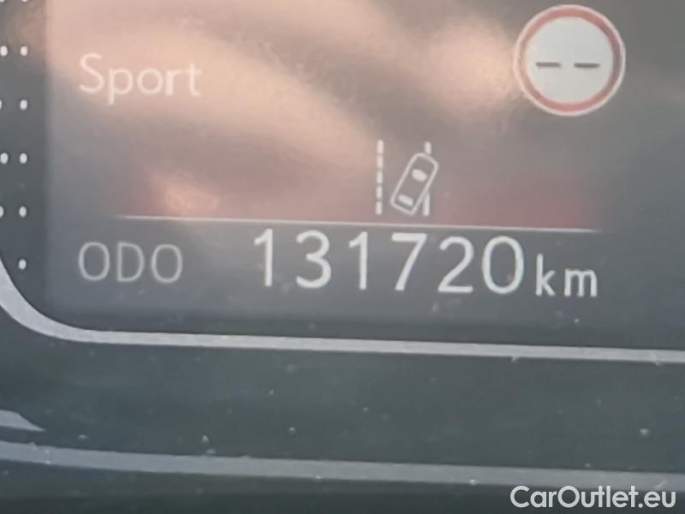 Sport
--
ODO 131720 km
CarOutlet.eu